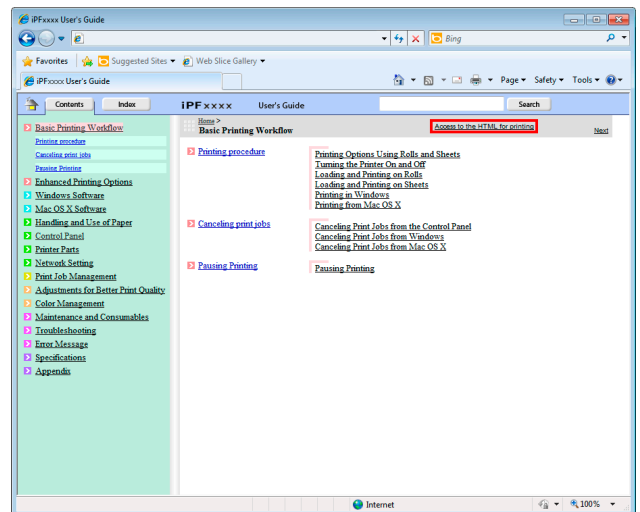 iPFxxxx User's Guide
Bing
Favorites Suggested Sites Web Slice Gallery
iPFxxxx User's Guide
Page Safety Tools
Contents Index iPFxxxx User's Guide Search
Home >
Basic Printing Workflow
Access to the HTML for printing
Next
Basic Printing Workflow
Printing procedure
Canceling print jobs
Pausing Printing
Enhanced Printing Options
Windows Software
Mac OS X Software
Handling and Use of Paper
Control Panel
Printer Parts
Network Setting
Print Job Management
Adjustments for Better Print Quality
Color Management
Maintenance and Consumables
Troubleshooting
Error Message
Specifications
Appendix
Printing procedure
Printing Options Using Rolls and Sheets
Turning the Printer On and Off
Loading and Printing on Rolls
Loading and Printing on Sheets
Printing in Windows
Printing from Mac OS X
Canceling print jobs
Canceling Print Jobs from the Control Panel
Canceling Print Jobs from Windows
Canceling Print Jobs from Mac OS X
Pausing Printing
Pausing Printing
Internet 100%